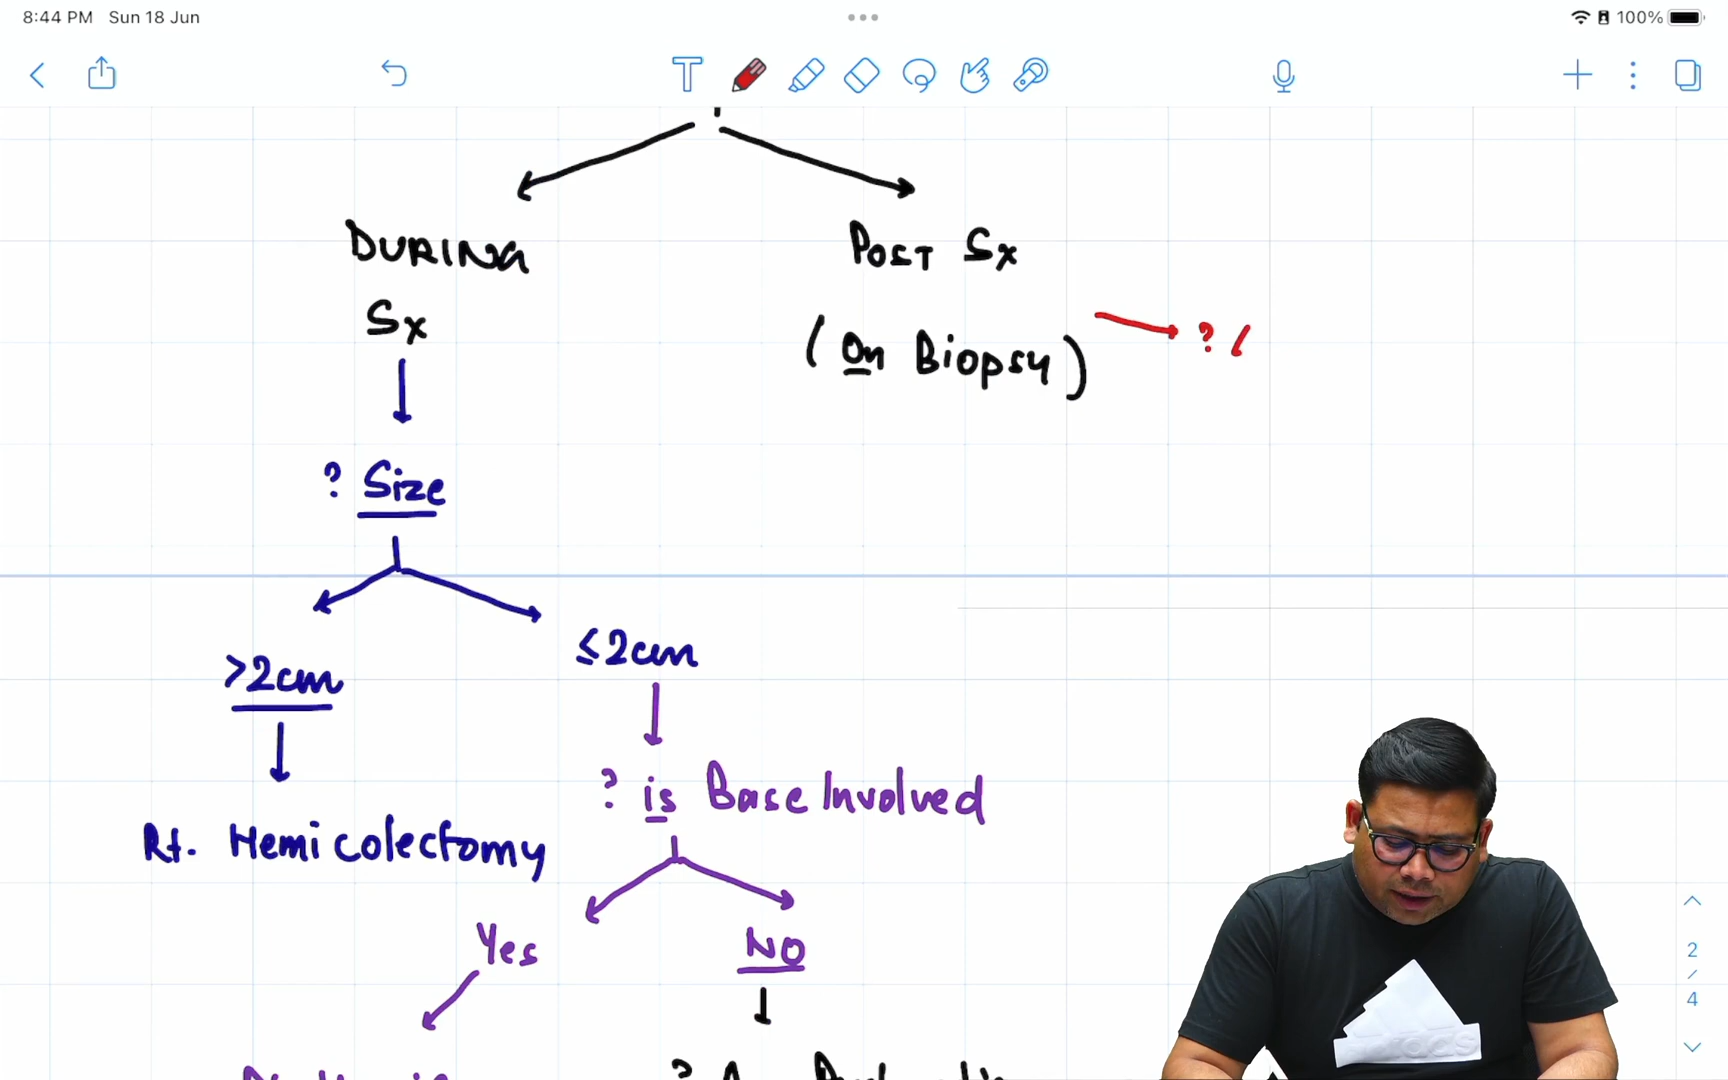 8:44 PM Sun 18 Jun
100%
DURING
Sx
POST Sx
(On Biopsy)
?
? Size
>2cm
≤2cm
? is Base Involved
Rt. Hemicolectomy
Yes
NO
2
/
4